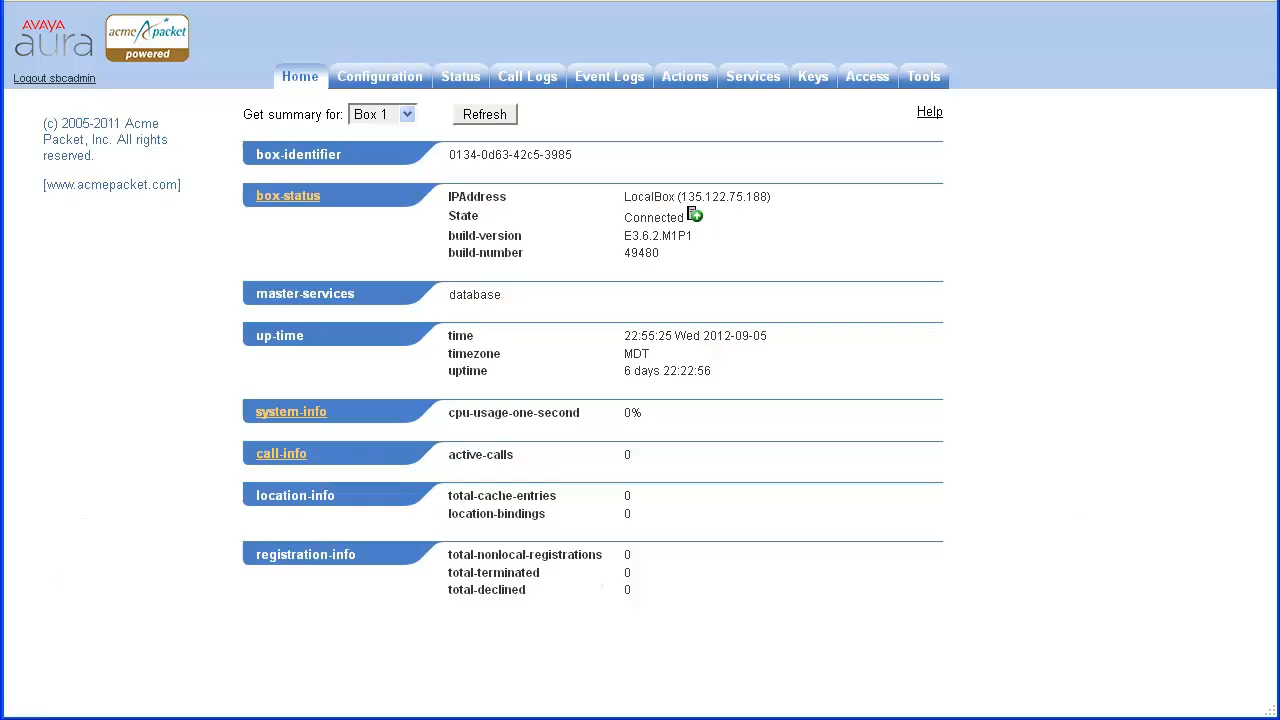 AVAYA
aura
acme packet
powered
Logout sbcadmin
Home Configuration Status Call Logs Event Logs Actions Services Keys Access Tools
Get summary for: Box 1 Refresh Help
(c) 2005-2011 Acme
Packet, Inc. All rights
reserved.
[www.acmepacket.com]
box-identifier 0134-0d63-42c5-3985
box-status IPAddress LocalBox (135.122.75.188)
State Connected
build-version E3.6.2.M1P1
build-number 49480
master-services database
up-time time 22:55:25 Wed 2012-09-05
timezone MDT
uptime 6 days 22:22:56
system-info cpu-usage-one-second 0%
call-info active-calls 0
location-info total-cache-entries 0
location-bindings 0
registration-info total-nonlocal-registrations 0
total-terminated 0
total-declined 0